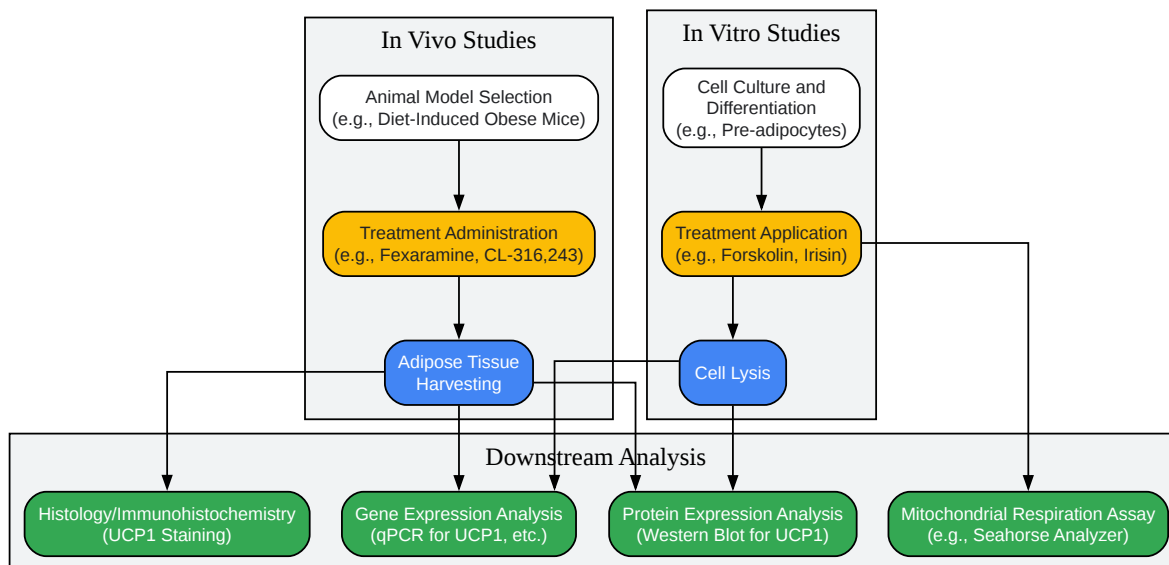 In Vivo Studies
Animal Model Selection
(e.g., Diet-Induced Obese Mice)
Treatment Administration
(e.g., Fexaramine, CL-316,243)
Adipose Tissue
Harvesting
In Vitro Studies
Cell Culture and
Differentiation
(e.g., Pre-adipocytes)
Treatment Application
(e.g., Forskolin, Irisin)
Cell Lysis
Downstream Analysis
Histology/Immunohistochemistry
(UCP1 Staining)
Gene Expression Analysis
(qPCR for UCP1, etc.)
Protein Expression Analysis
(Western Blot for UCP1)
Mitochondrial Respiration Assay
(e.g., Seahorse Analyzer)